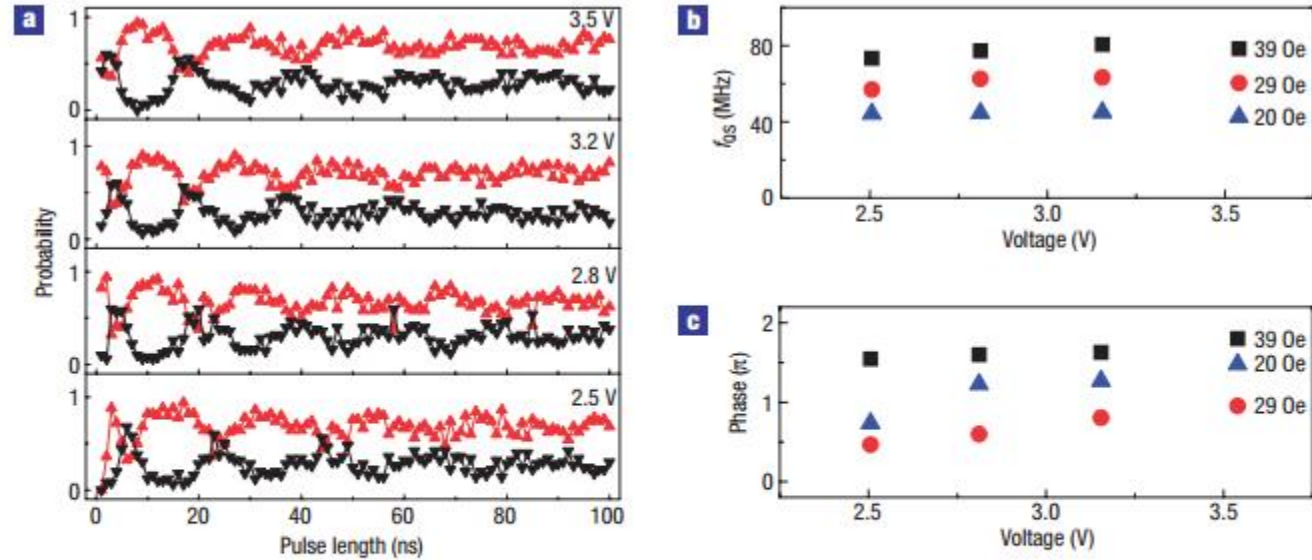 a
3.5 V
3.2 V
2.8 V
2.5 V
1
0
1
0
1
0
1
0
Probability
0 20 40 60 80 100
Pulse length (ns)
b
80
40
0
f0s (MHz)
39 Oe
29 Oe
20 Oe
2.5 3.0 3.5
Voltage (V)
c
2
1
0
Phase (π)
39 Oe
20 Oe
29 Oe
2.5 3.0 3.5
Voltage (V)